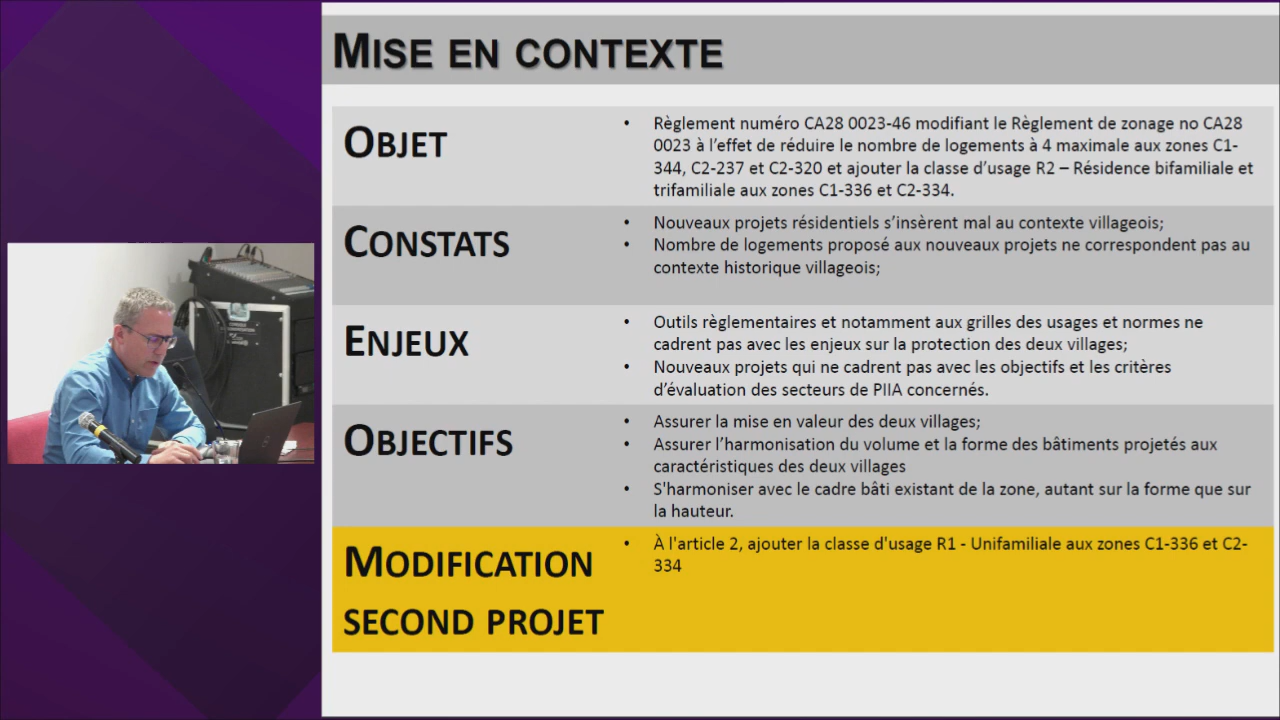 MISE EN CONTEXTE
OBJET
• Règlement numéro CA28 0023-46 modifiant le Règlement de zonage no CA28
0023 à l'effet de réduire le nombre de logements à 4 maximale aux zones C1-
344, C2-237 et C2-320 et ajouter la classe d'usage R2 – Résidence bifamiliale et
trifamiliale aux zones C1-336 et C2-334.
CONSTATS
• Nouveaux projets résidentiels s'insèrent mal au contexte villageois;
• Nombre de logements proposé aux nouveaux projets ne correspondent pas au
contexte historique villageois;
ENJEUX
• Outils règlementaires et notamment aux grilles des usages et normes ne
cadrent pas avec les enjeux sur la protection des deux villages;
• Nouveaux projets qui ne cadrent pas avec les objectifs et les critères
d'évaluation des secteurs de PIIA concernés.
OBJECTIFS
• Assurer la mise en valeur des deux villages;
• Assurer l'harmonisation du volume et la forme des bâtiments projetés aux
caractéristiques des deux villages
• S'harmoniser avec le cadre bâti existant de la zone, autant sur la forme que sur
la hauteur.
MODIFICATION
SECOND PROJET
• À l'article 2, ajouter la classe d'usage R1 - Unifamiliale aux zones C1-336 et C2-
334